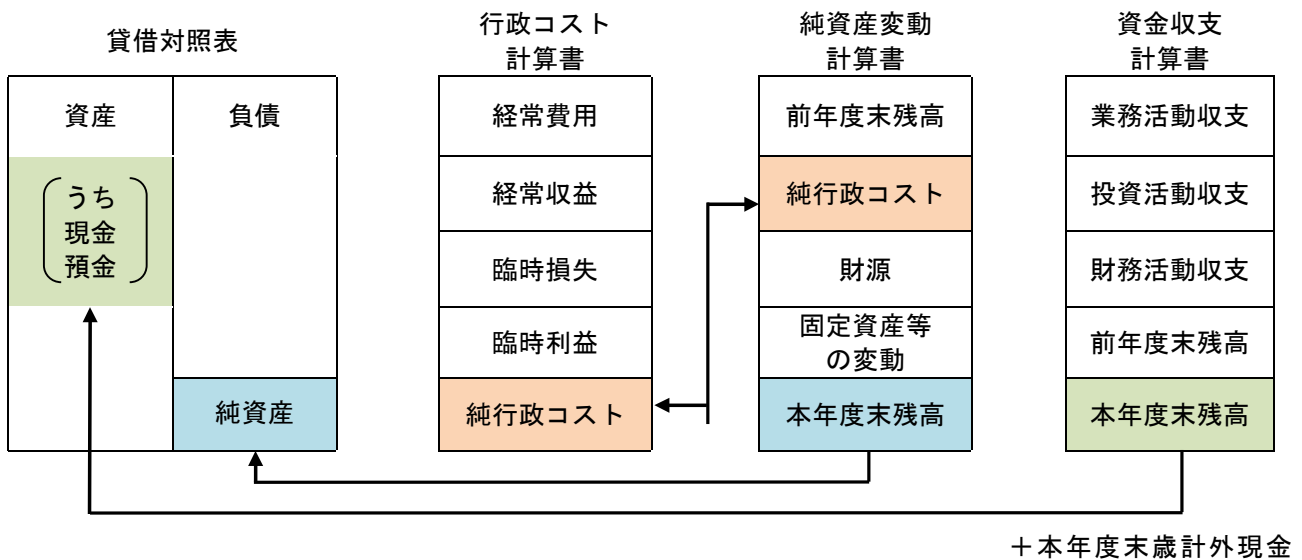 貸借対照表
資産
負債
うち
現金
預金
純資産
行政コスト
計算書
経常費用
経常収益
臨時損失
臨時利益
純行政コスト
純資産変動
計算書
前年度末残高
純行政コスト
財源
固定資産等
の変動
本年度末残高
資金収支
計算書
業務活動収支
投資活動収支
財務活動収支
前年度末残高
本年度末残高
＋本年度末歳計外現金